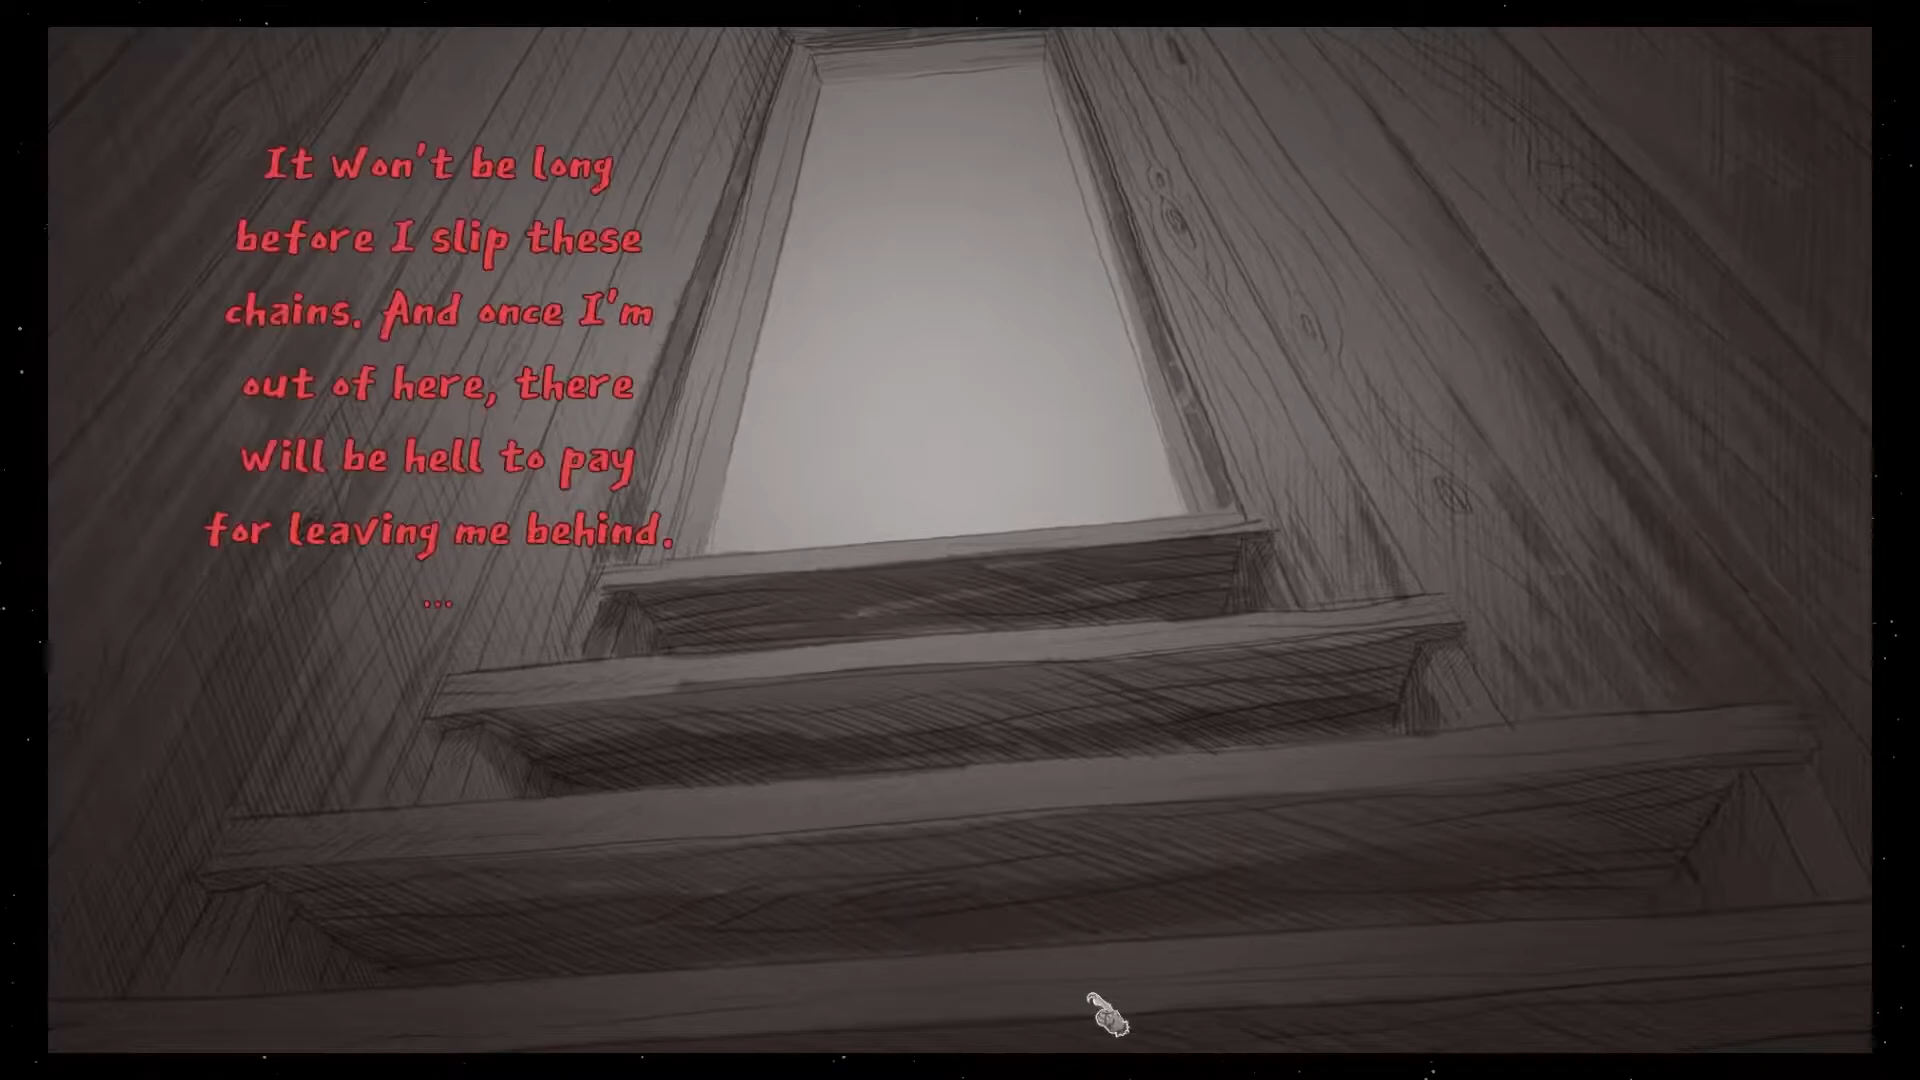 It won't be long
before I slip these
chains. And once I'm
out of here, there
will be hell to pay
for leaving me behind.
...